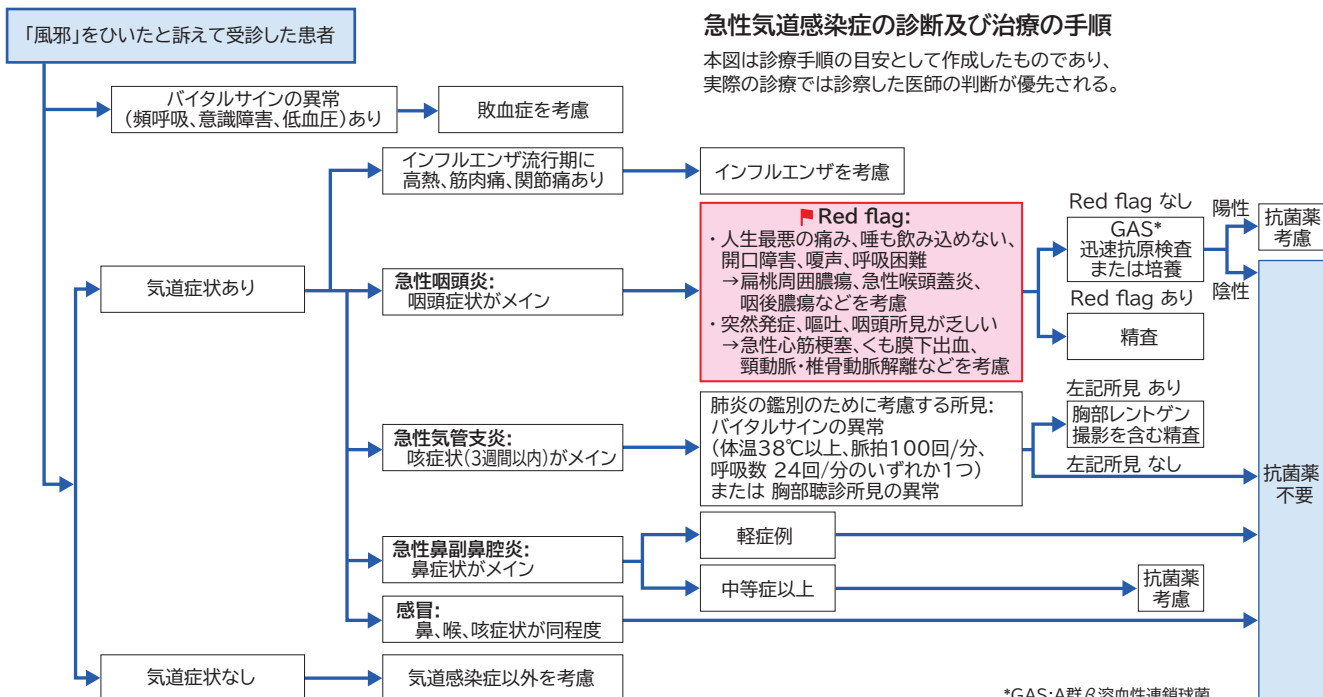 「風邪」をひいたと訴えて受診した患者
急性気道感染症の診断及び治療の手順
本図は診療手順の目安として作成したものであり、
実際の診療では診察した医師の判断が優先される。
バイタルサインの異常
(頻呼吸、意識障害、低血圧)あり
敗血症を考慮
インフルエンザ流行期に
高熱、筋肉痛、関節痛あり
インフルエンザを考慮
気道症状あり
急性咽頭炎:
咽頭症状がメイン
Red flag:
・人生最悪の痛み、唾も飲み込めない、
開口障害、嗄声、呼吸困難
→扁桃周囲膿瘍、急性喉頭蓋炎、
咽後膿瘍などを考慮
・突然発症、嘔吐、咽頭所見が乏しい
→急性心筋梗塞、くも膜下出血、
頸動脈・椎骨動脈解離などを考慮
Red flag なし
GAS*
迅速抗原検査
または培養
陽性
抗菌薬
考慮
陰性
Red flag あり
精査
急性気管支炎:
咳症状(3週間以内)がメイン
肺炎の鑑別のために考慮する所見:
バイタルサインの異常
(体温38℃以上、脈拍100回/分、
呼吸数 24回/分のいずれか1つ)
または 胸部聴診所見の異常
左記所見 あり
胸部レントゲン
撮影を含む精査
左記所見 なし
抗菌薬
不要
急性鼻副鼻腔炎:
鼻症状がメイン
軽症例
中等症以上
抗菌薬
考慮
感冒:
鼻、喉、咳症状が同程度
気道症状なし
気道感染症以外を考慮
*GAS:A群β溶血性連鎖球菌